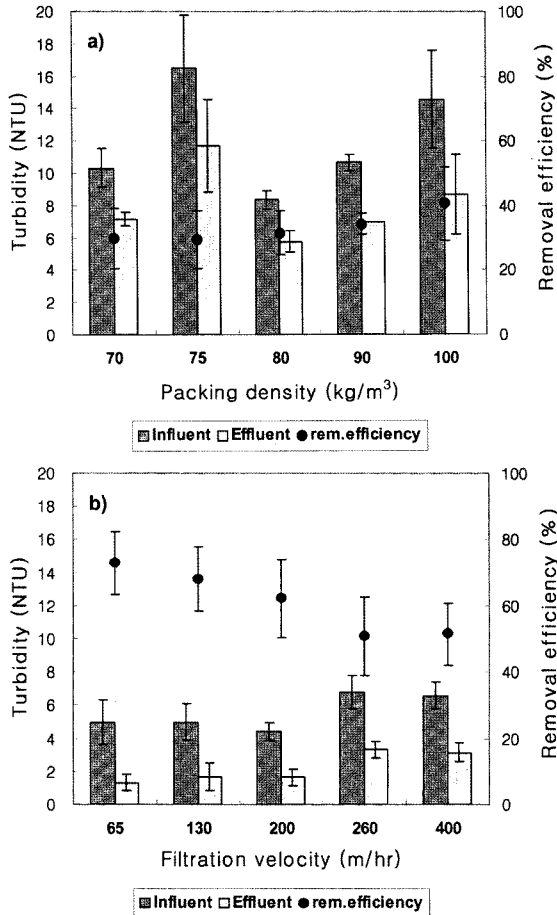 a)
Turbidity (NTU)
Removal efficiency (%)
20
18
16
14
12
10
8
6
4
2
0
100
80
60
40
20
0
70 75 80 90 100
Packing density (kg/m³)
Influent Effluent rem.efficiency
b)
Turbidity (NTU)
Removal efficiency (%)
20
18
16
14
12
10
8
6
4
2
0
100
80
60
40
20
0
65 130 200 260 400
Filtration velocity (m/hr)
Influent Effluent rem.efficiency